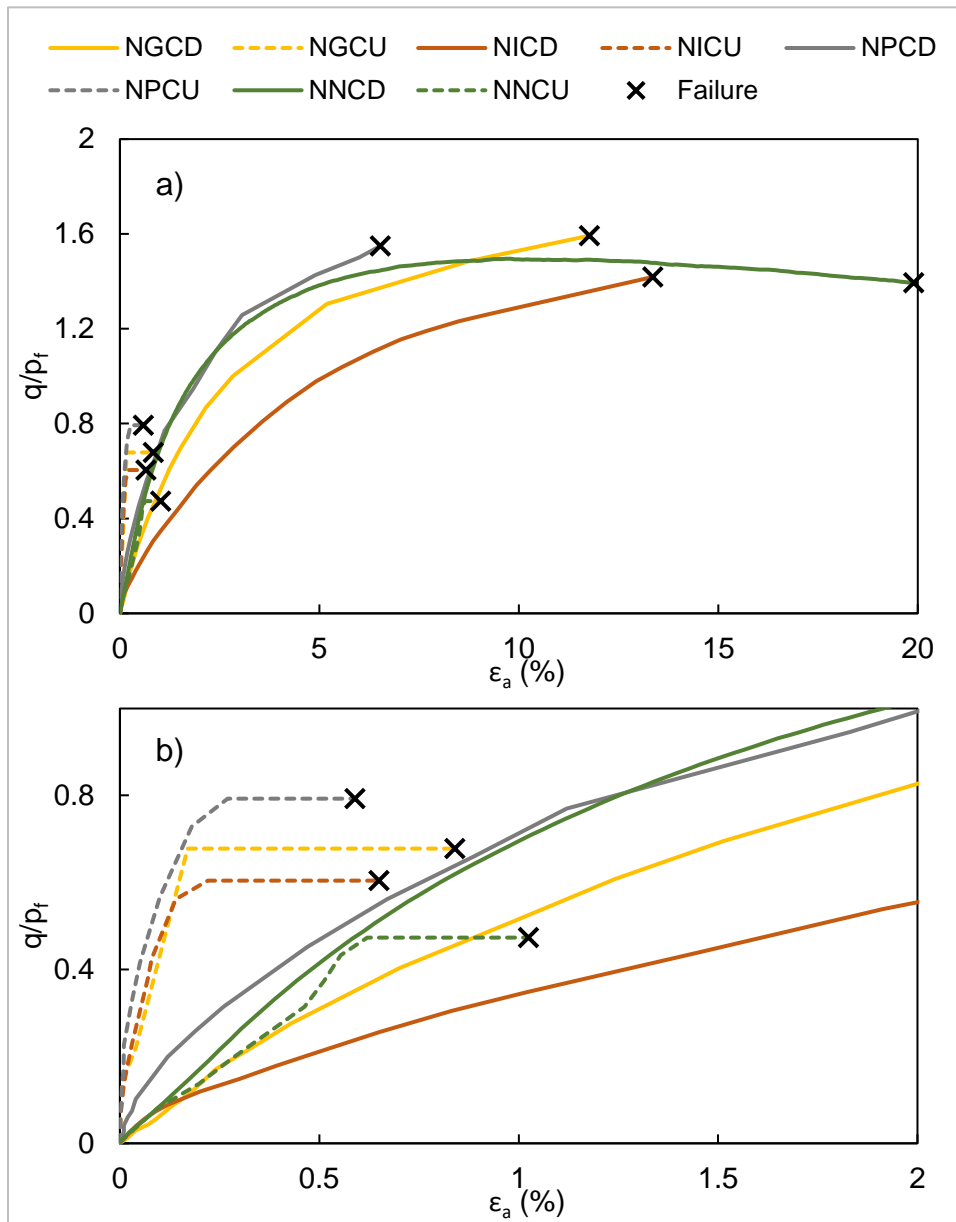 NGCD NGCU NICD NICU NPCD
NPCU NNCD NNCU Failure
a)
2
1.6
1.2
0.8
0.4
0
q/pf
0 5 10 15 20
εa (%)
b)
0.8
0.4
0
q/pf
0 0.5 1 1.5 2
εa (%)